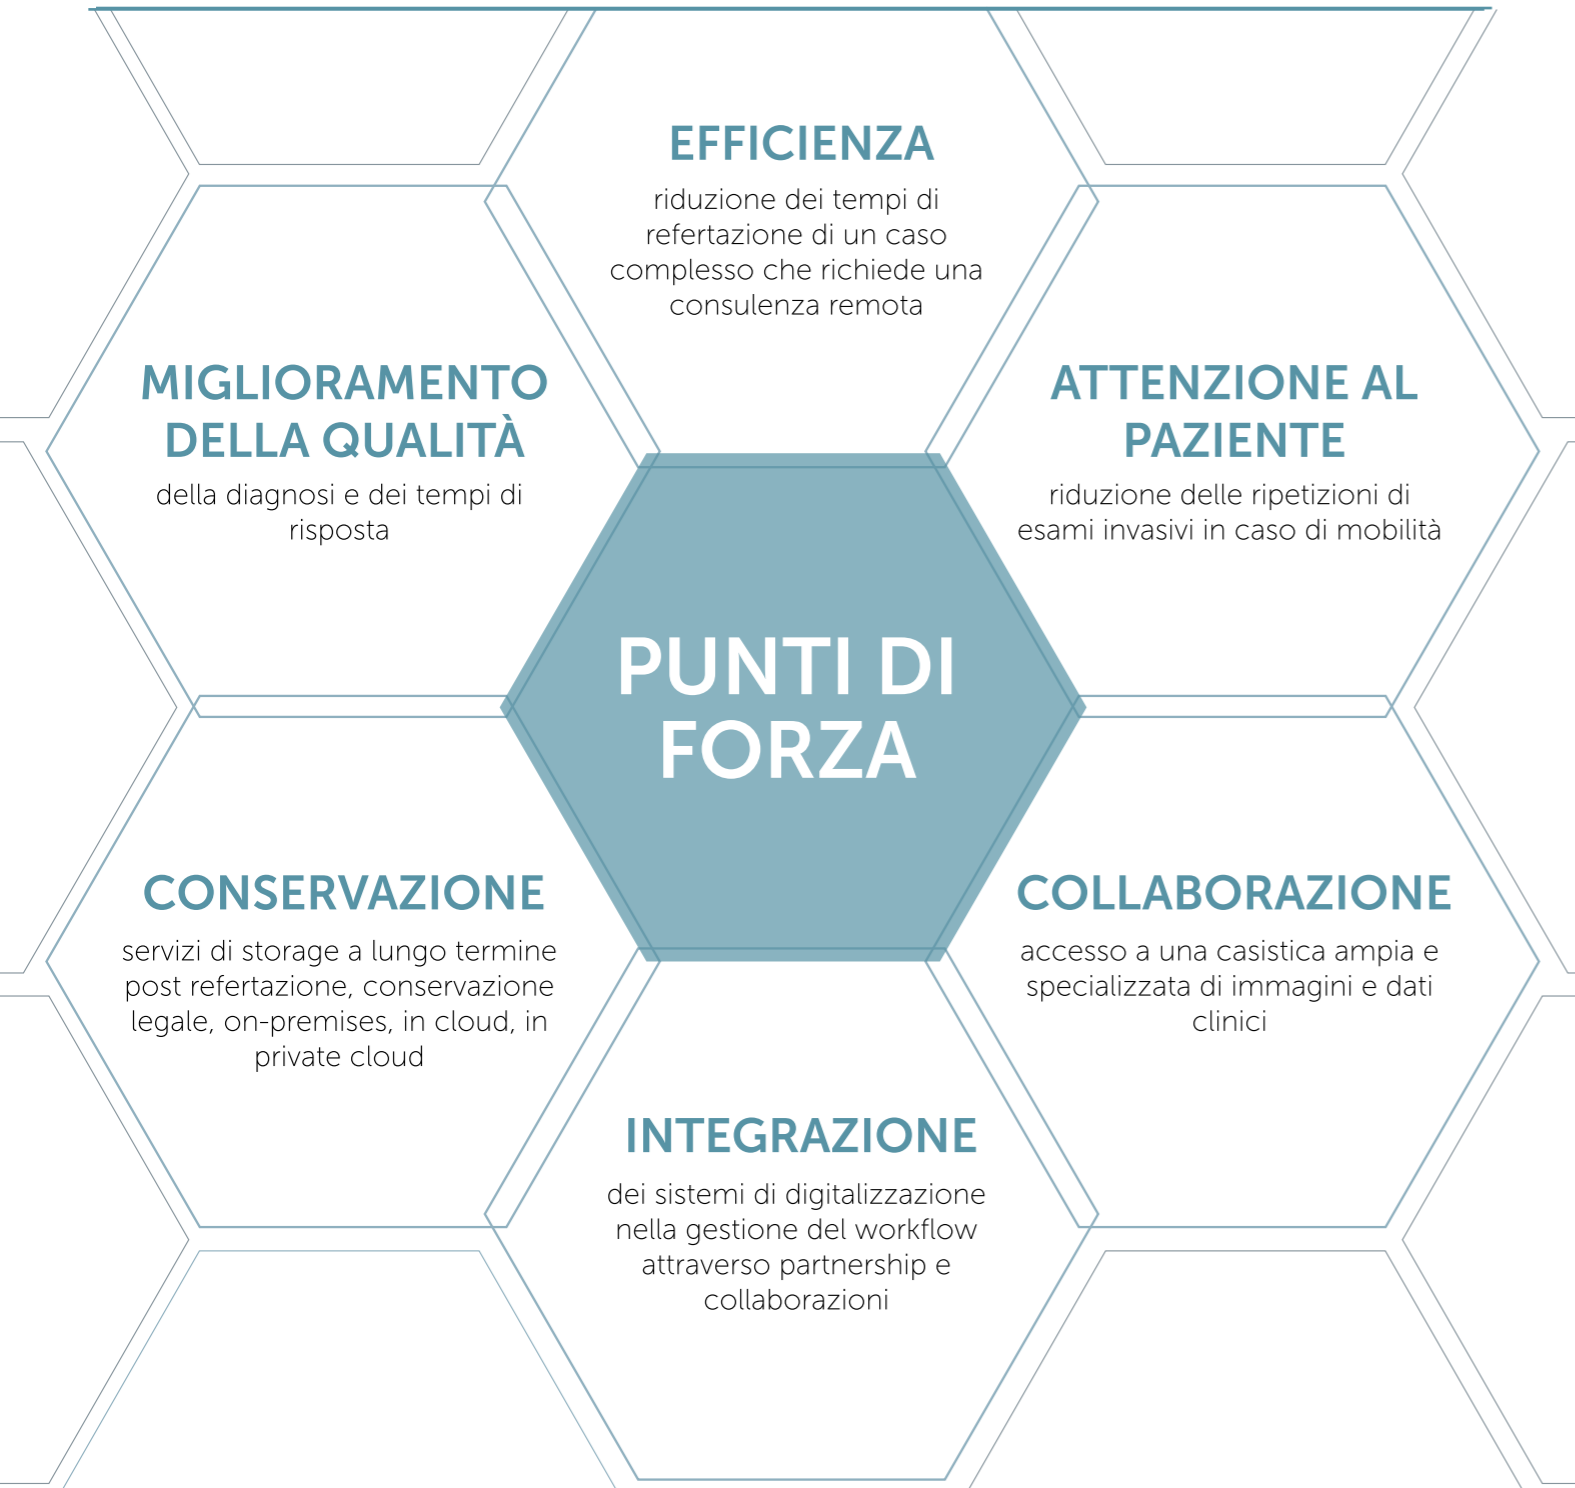 EFFICIENZA
riduzione dei tempi di
refertazione di un caso
complesso che richiede una
consulenza remota
MIGLIORAMENTO
DELLA QUALITÀ
della diagnosi e dei tempi di
risposta
ATTENZIONE AL
PAZIENTE
riduzione delle ripetizioni di
esami invasivi in caso di mobilità
PUNTI DI
FORZA
CONSERVAZIONE
servizi di storage a lungo termine
post refertazione, conservazione
legale, on-premises, in cloud, in
private cloud
COLLABORAZIONE
accesso a una casistica ampia e
specializzata di immagini e dati
clinici
INTEGRAZIONE
dei sistemi di digitalizzazione
nella gestione del workflow
attraverso partnership e
collaborazioni